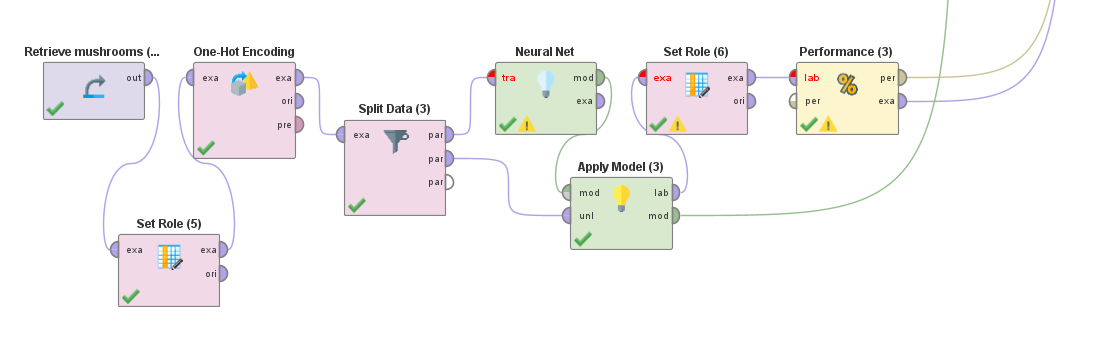 Retrieve mushrooms (...
out
One-Hot Encoding
exa exa
ori
pre
Set Role (5)
exa exa
ori
Split Data (3)
exa par
par
par
Neural Net
tra mod
exa
Apply Model (3)
mod lab
unl mod
Set Role (6)
exa exa
ori
Performance (3)
lab per
per exa
%